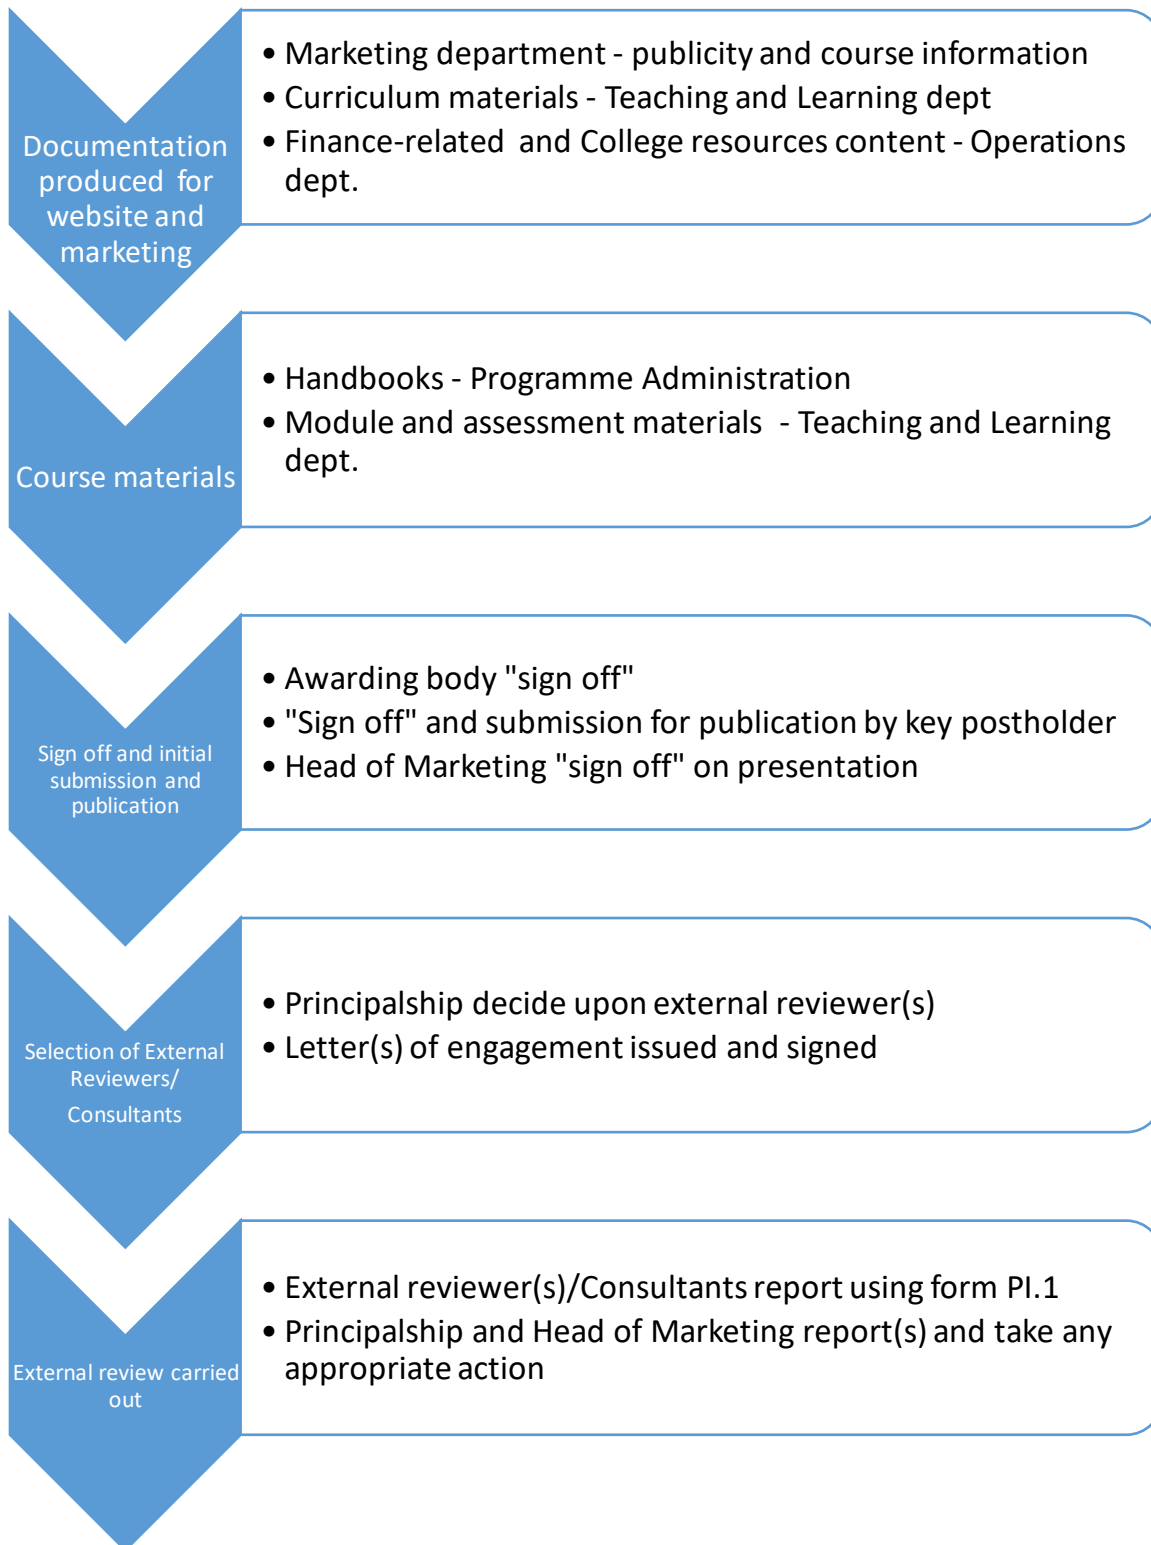 Documentation
produced for
website and
marketing
• Marketing department - publicity and course information
• Curriculum materials - Teaching and Learning dept
• Finance-related and College resources content - Operations
dept.
Course materials
• Handbooks - Programme Administration
• Module and assessment materials - Teaching and Learning
dept.
Sign off and initial
submission and
publication
• Awarding body "sign off"
• "Sign off" and submission for publication by key postholder
• Head of Marketing "sign off" on presentation
Selection of External
Reviewers/
Consultants
• Principalship decide upon external reviewer(s)
• Letter(s) of engagement issued and signed
External review carried
out
• External reviewer(s)/Consultants report using form PI.1
• Principalship and Head of Marketing report(s) and take any
appropriate action